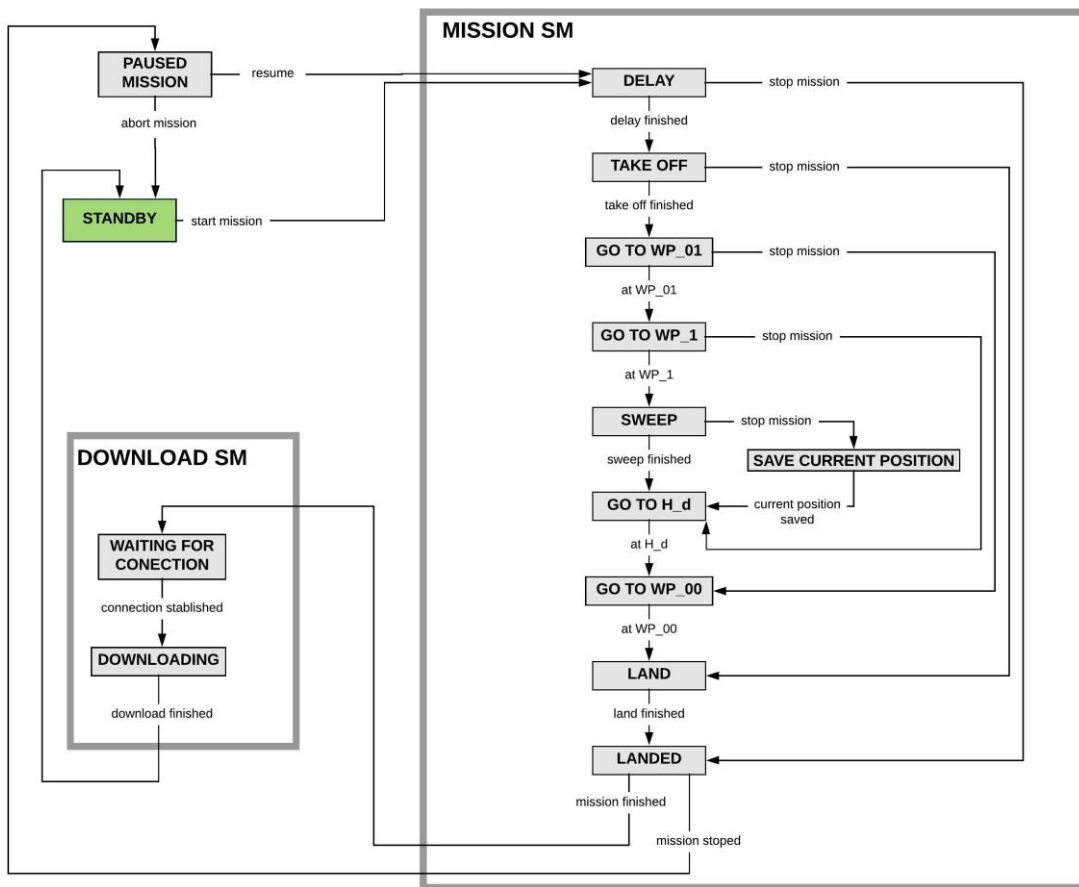 MISSION SM
PAUSED
MISSION
resume
DELAY
stop mission
abort mission
delay finished
TAKE OFF
stop mission
STANDBY
start mission
take off finished
GO TO WP_01
stop mission
at WP_01
GO TO WP_1
stop mission
at WP_1
SWEEP
stop mission
DOWNLOAD SM
sweep finished
SAVE CURRENT POSITION
GO TO H_d
current position
saved
WAITING FOR
CONECTION
at H_d
connection stablished
GO TO WP_00
at WP_00
DOWNLOADING
LAND
download finished
land finished
LANDED
mission finished
mission stoped